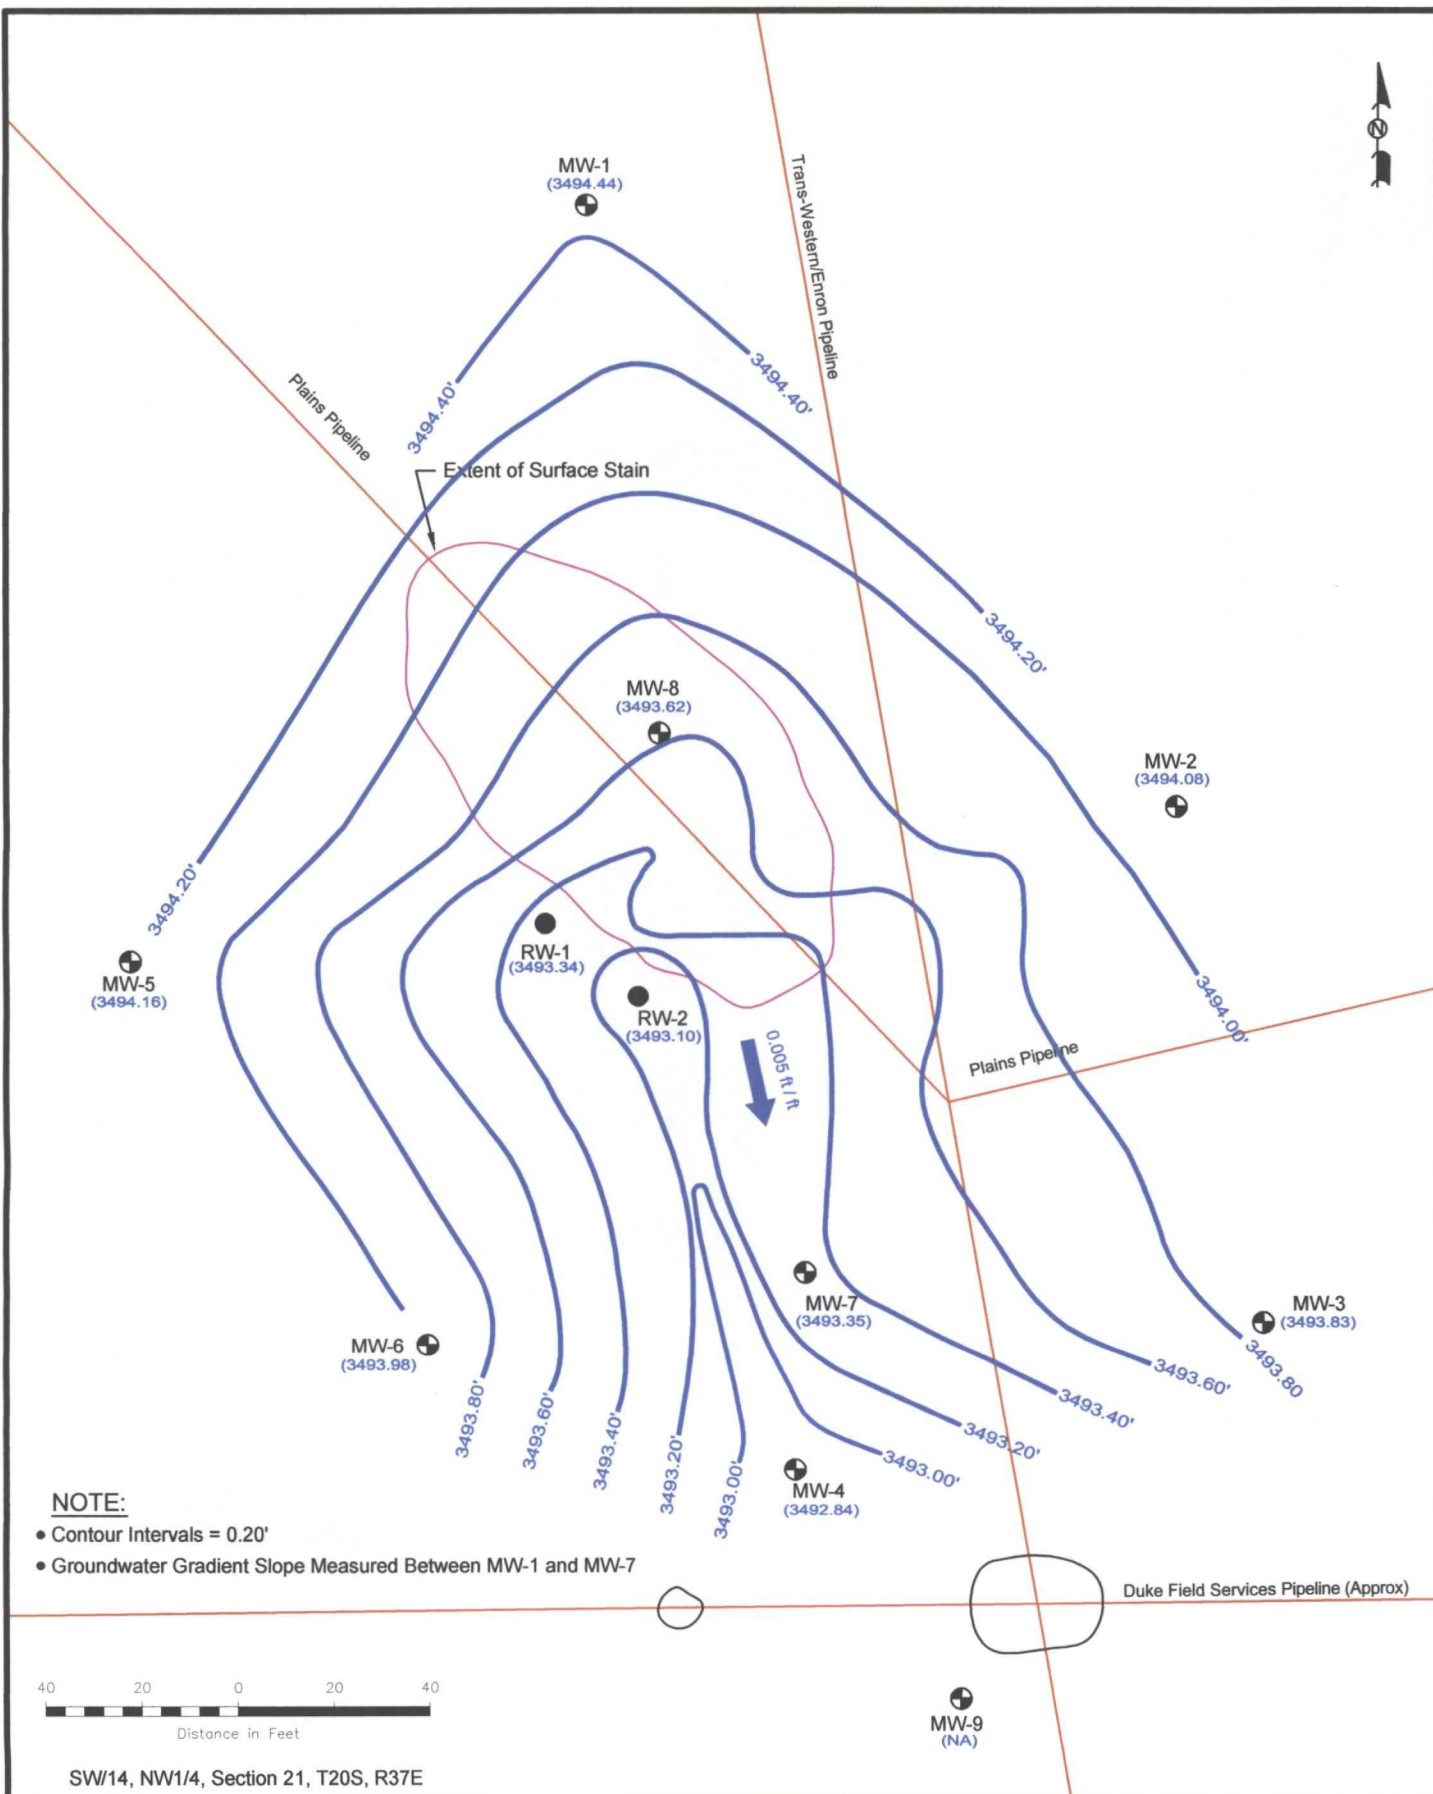 N
MW-1
(3494.44)
Trans-Western/Enron Pipeline
Plains Pipeline
3494.40'
3494.40'
Extent of Surface Stain
3494.20'
MW-8
(3493.62)
MW-2
(3494.08)
3494.20'
RW-1
(3493.34)
MW-5
(3494.16)
RW-2
(3493.10)
3494.00'
0.005 ft / ft
Plains Pipeline
MW-7
(3493.35)
MW-3
(3493.83)
MW-6
(3493.98)
3493.80'
3493.60'
3493.40'
3493.20'
3493.00'
3493.00'
3493.20'
3493.40'
3493.60'
3493.80
MW-4
(3492.84)
NOTE:
• Contour Intervals = 0.20'
• Groundwater Gradient Slope Measured Between MW-1 and MW-7
Duke Field Services Pipeline (Approx)
40 20 0 20 40
Distance in Feet
MW-9
(NA)
SW/14, NW1/4, Section 21, T20S, R37E